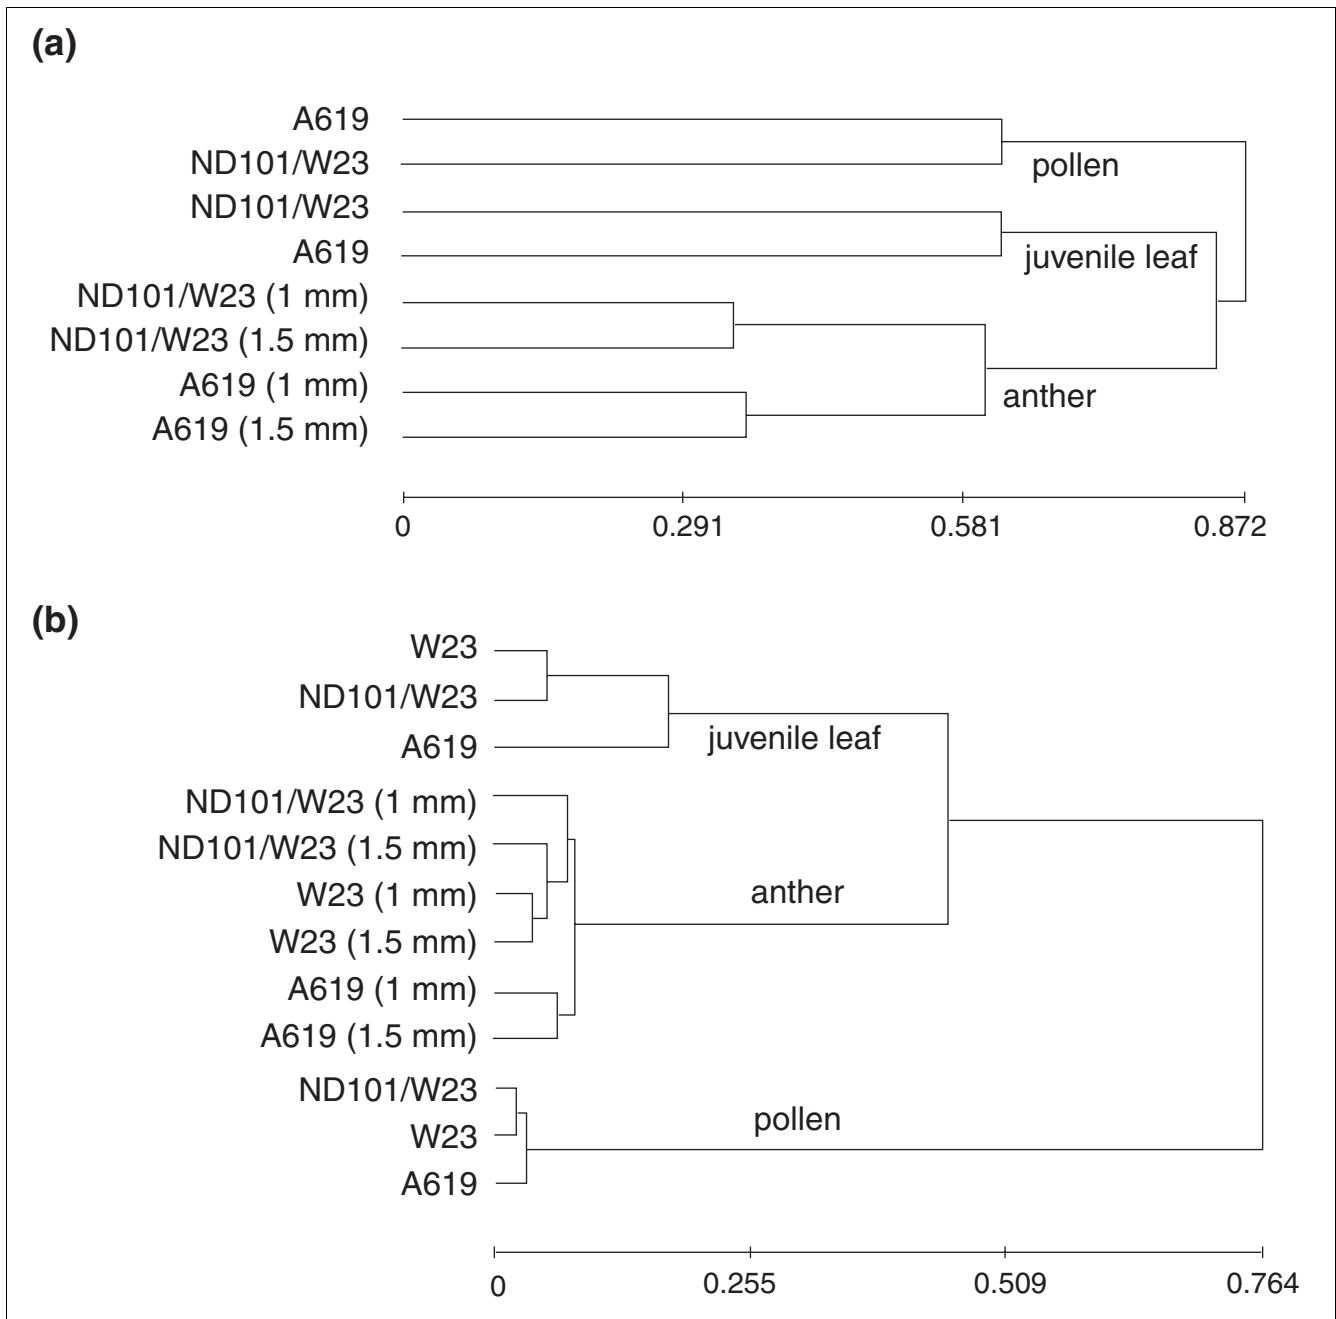 (a)
A619
ND101/W23
pollen
ND101/W23
A619
juvenile leaf
ND101/W23 (1 mm)
ND101/W23 (1.5 mm)
A619 (1 mm)
anther
A619 (1.5 mm)
0 0.291 0.581 0.872
(b)
W23
ND101/W23
A619
juvenile leaf
ND101/W23 (1 mm)
ND101/W23 (1.5 mm)
W23 (1 mm)
anther
W23 (1.5 mm)
A619 (1 mm)
A619 (1.5 mm)
ND101/W23
pollen
W23
A619
0 0.255 0.509 0.764